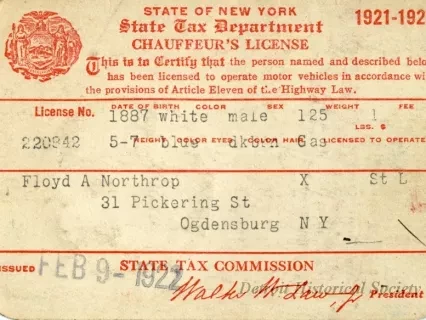 STATE OF NEW YORK
State Tax Department
CHAUFFEUR'S LICENSE
1921-192
This is to Certify that the person named and described belo
has been licensed to operate motor vehicles in accordance wi
the provisions of Article Eleven of the Highway Law.
License No. DATE OF BIRTH COLOR SEX WEIGHT FEE
1887 white male 125 LBS. $
220942 5-7 blue Gas
HEIGHT COLOR EYES COLOR HAIR LICENSED TO OPERATE
Floyd A Northrop X St L
31 Pickering St
Ogdensburg N Y
ISSUED FEB 9- 1922 STATE TAX COMMISSION
Detroit Historical Society
President